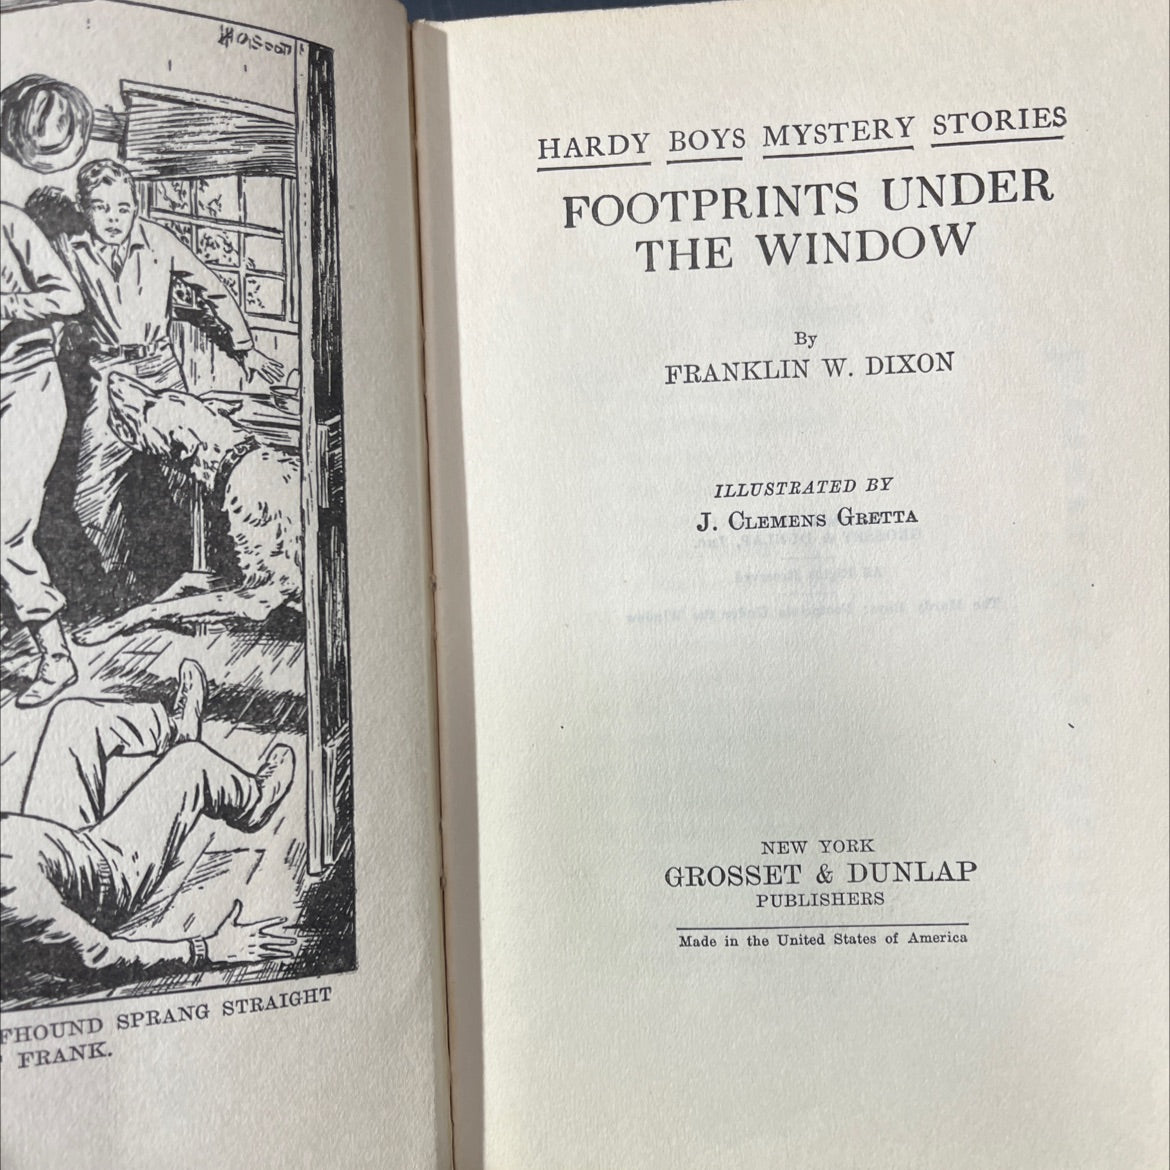 FHOUND SPRANG STRAIGHT
FRANK.
HARDY BOYS MYSTERY STORIES
FOOTPRINTS UNDER
THE WINDOW
By
FRANKLIN W. DIXON
ILLUSTRATED BY
J. CLEMENS GRETTA
NEW YORK
GROSSET & DUNLAP
PUBLISHERS
Made in the United States of America